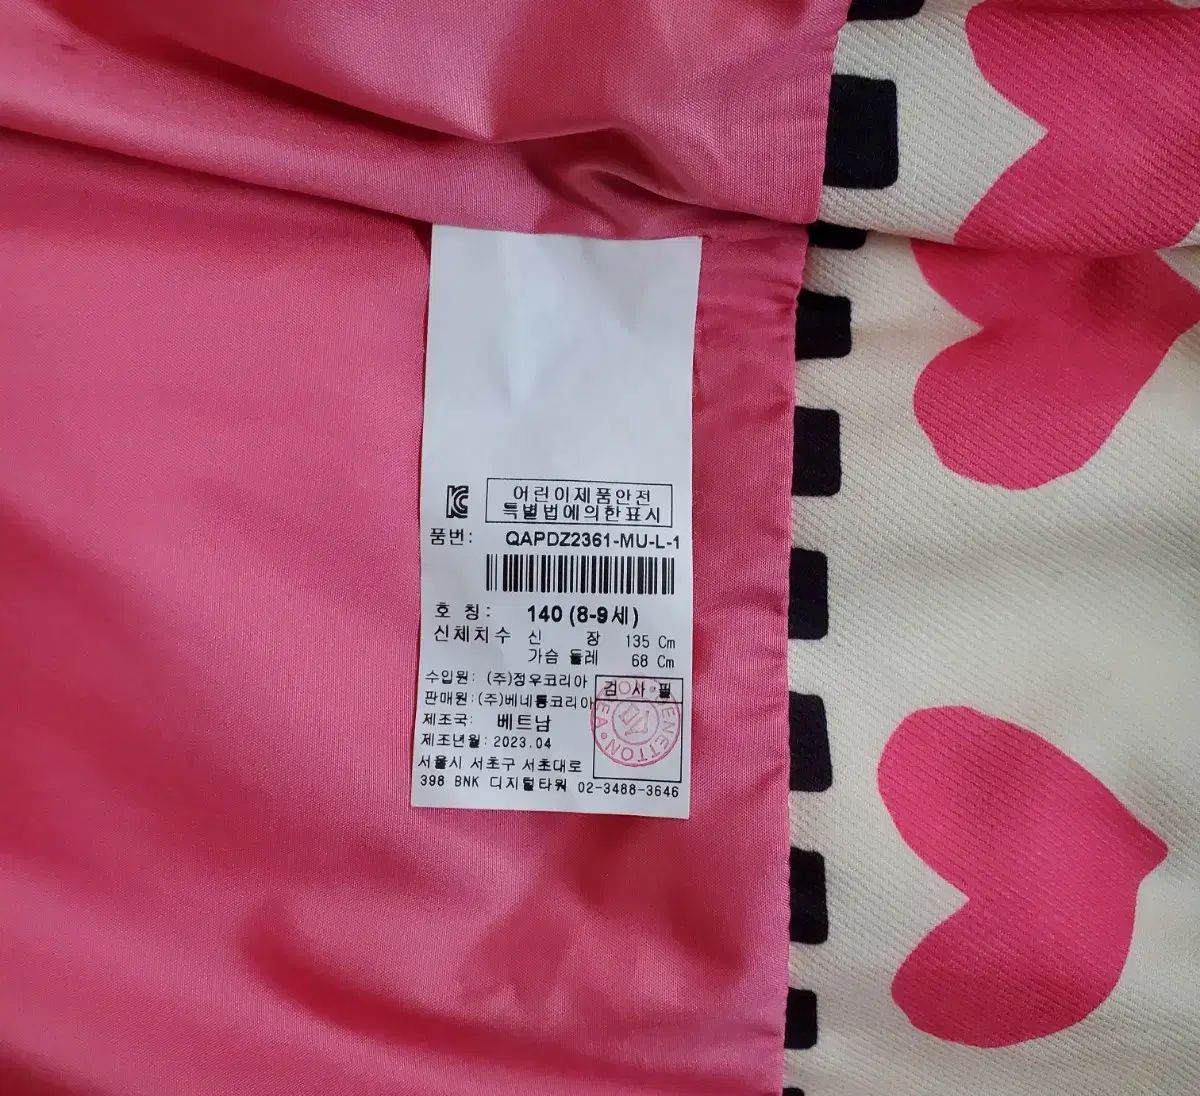 KC
어린이제품안전
특별법에의한표시
품번: QAPDZ2361-MU-L-1
호 칭: 140 (8-9세)
신체치수 신 장 135 Cm
가슴 둘레 68 Cm
수입원: (주)정우코리아
판매원:(주)베네통코리아
검 사 필
제조국: 베트남
제조년월: 2023.04
서울시 서초구 서초대로
398 BNK 디지털타워 02-3488-3646
BENETTON KOREA